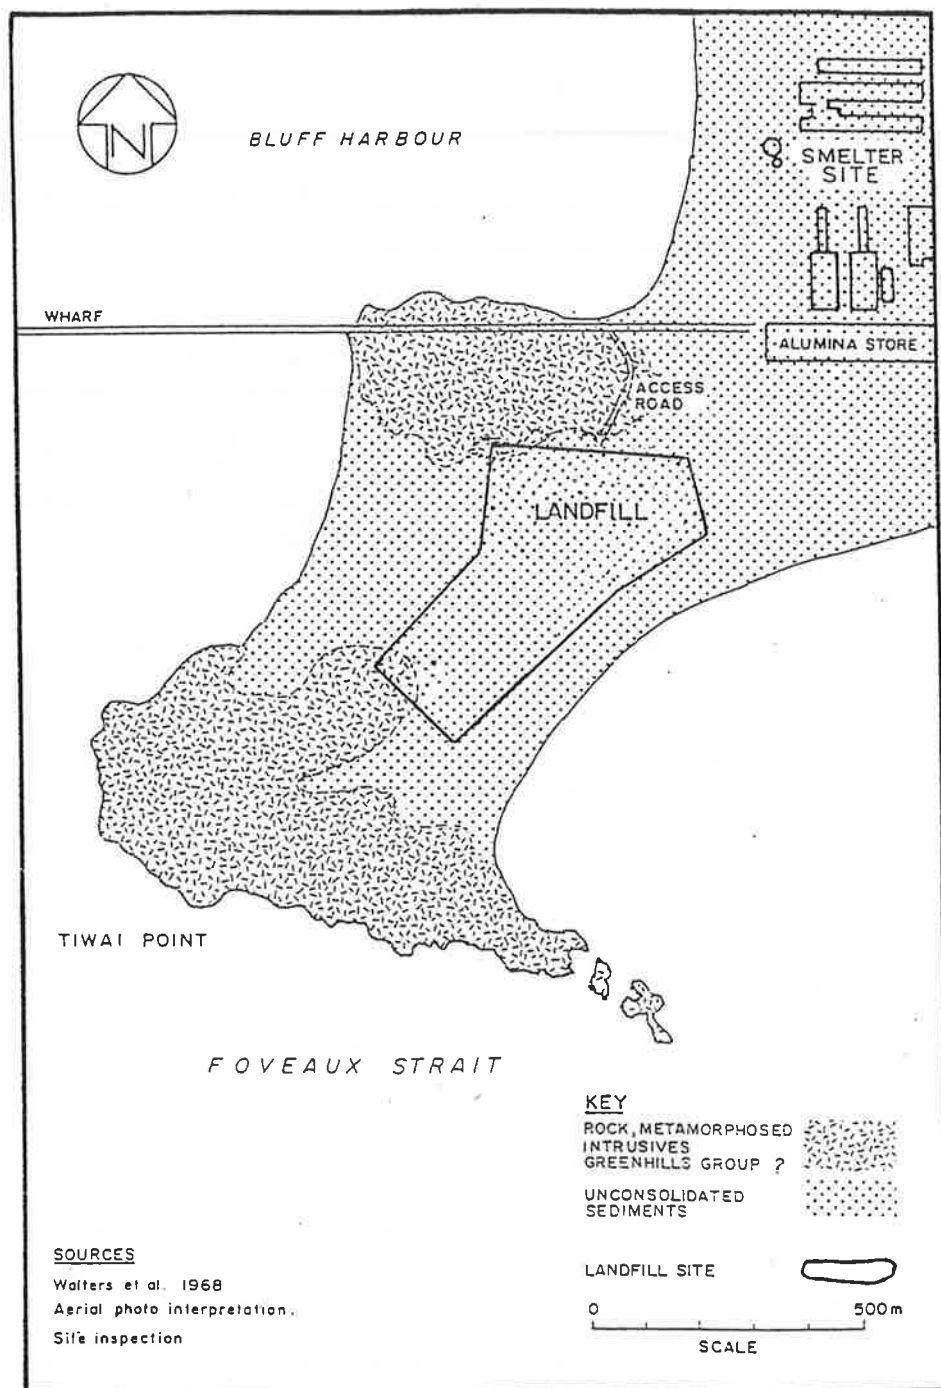 N
BLUFF HARBOUR
SMELTER
SITE
WHARF
ALUMINA STORE
ACCESS
ROAD
LANDFILL
TIWAI POINT
FOVEAUX STRAIT
KEY
ROCK, METAMORPHOSED
INTRUSIVES
GREENHILLS GROUP ?
UNCONSOLIDATED
SEDIMENTS
LANDFILL SITE
0 500m
SCALE
SOURCES
Walters et al. 1968
Aerial photo interpretation.
Site inspection